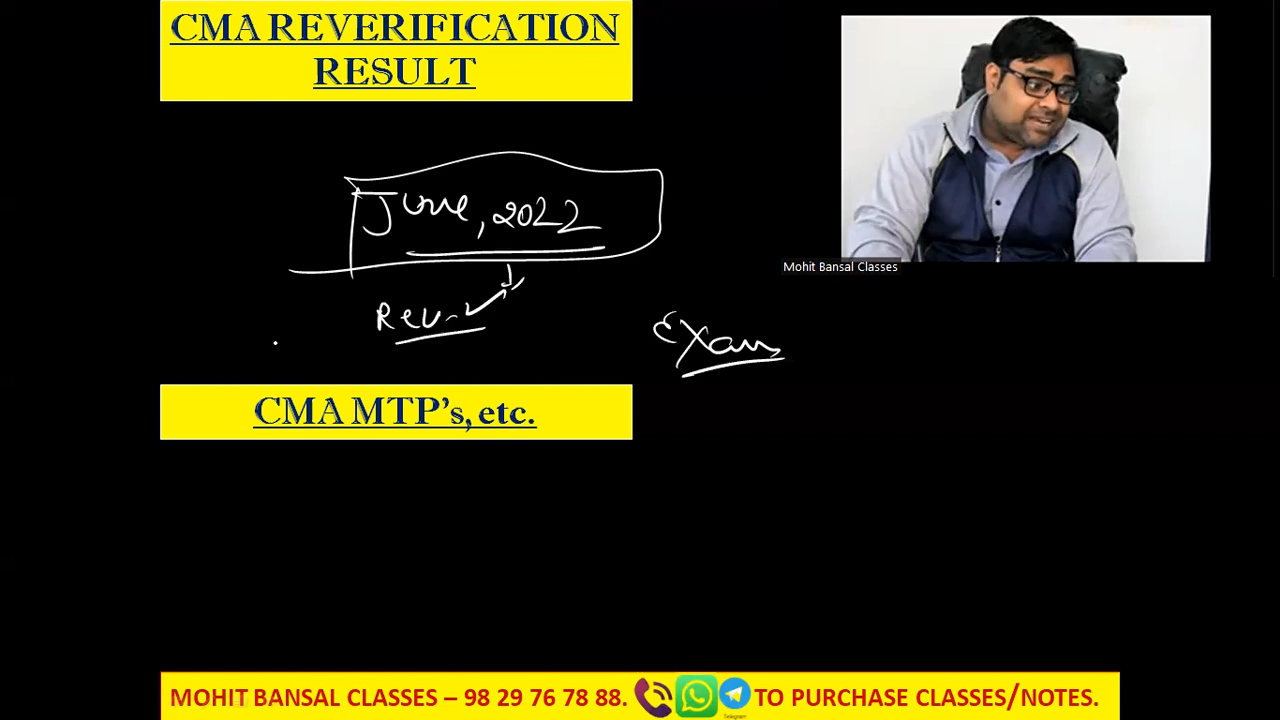 CMA REVERIFICATION
RESULT
Mohit Bansal Classes
June, 2022
Rev.
Exam
CMA MTP's, etc.
MOHIT BANSAL CLASSES – 98 29 76 78 88. TO PURCHASE CLASSES/NOTES.
Telegram